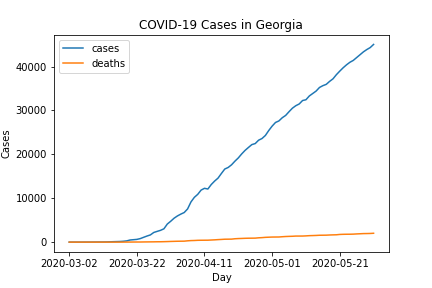 COVID-19 Cases in Georgia
cases
deaths
Cases
40000
30000
20000
10000
0
2020-03-02 2020-03-22 2020-04-11 2020-05-01 2020-05-21
Day